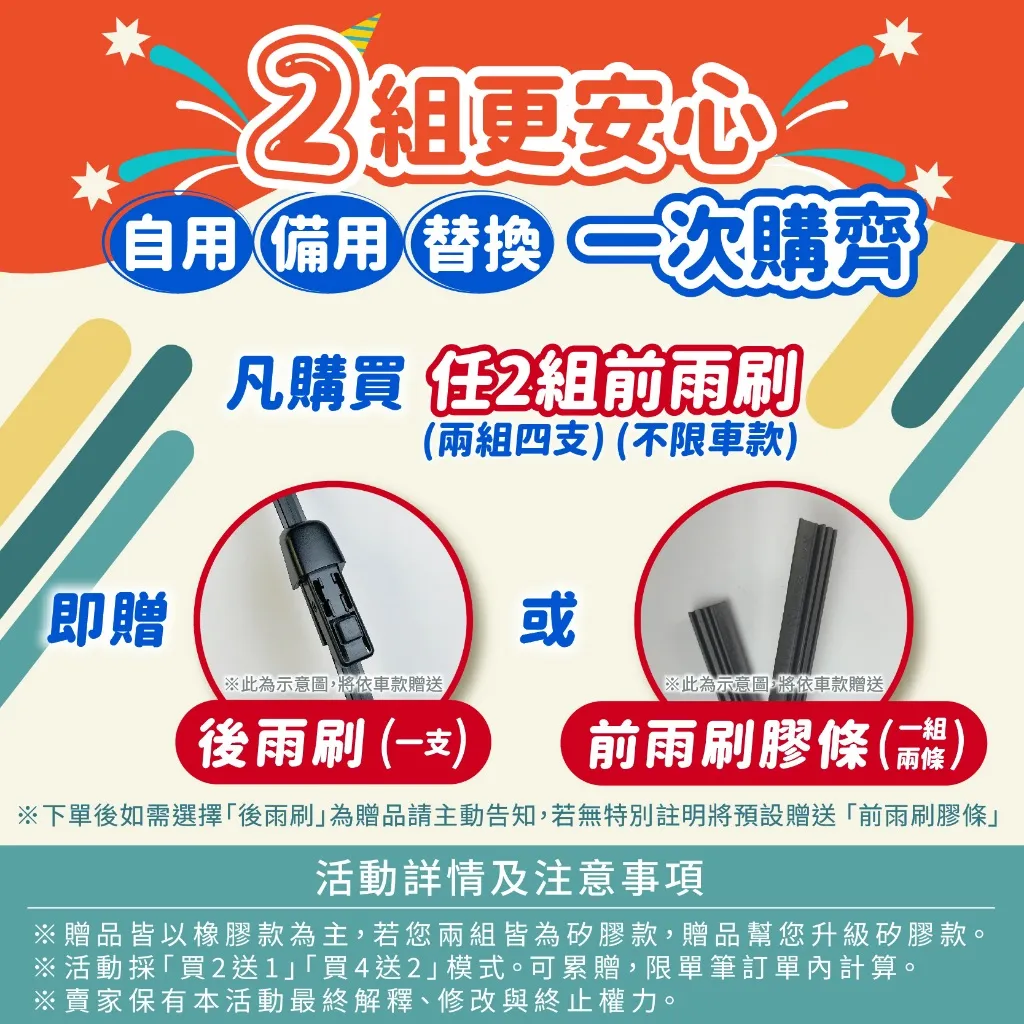 2組更安心
自用 備用 替換 一次購齊
凡購買 任2組前雨刷
(兩組四支) (不限車款)
即贈
或
※此為示意圖,將依車款贈送
※此為示意圖,將依車款贈送
後雨刷(一支)
前雨刷膠條(一組兩條)
※下單後如需選擇「後雨刷」為贈品請主動告知,若無特別註明將預設贈送「前雨刷膠條」
活動詳情及注意事項
※贈品皆以橡膠款為主,若您兩組皆為矽膠款,贈品幫您升級矽膠款。
※活動採「買2送1」「買4送2」模式。可累贈,限單筆訂單內計算。
※賣家保有本活動最終解釋、修改與終止權力。